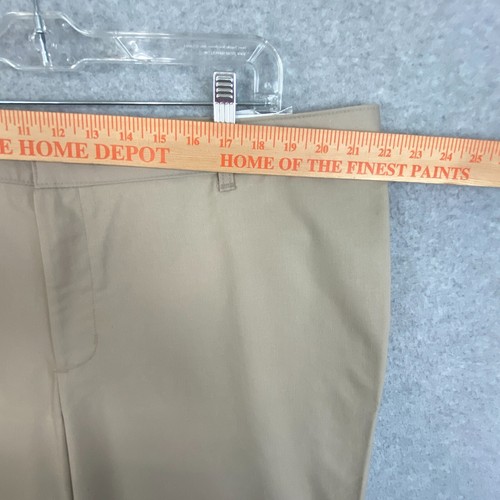 11 12 13 14 15 16 17 18 19 20 21 22 23 24 25
E HOME DEPOT HOME OF THE FINEST PAINTS